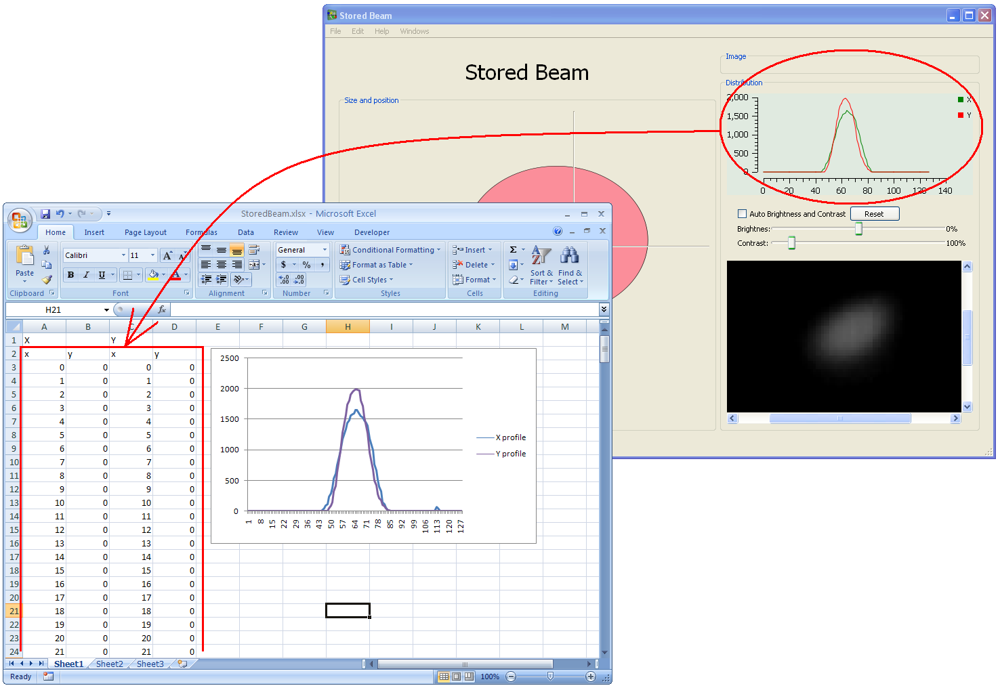 Stored Beam
File Edit Help Windows
Stored Beam
Size and position
Image
Distribution
2,000
1,500
1,000
500
0
0 20 40 60 80 100 120 140
X
Y
Auto Brightness and Contrast Reset
Brightnes: 0%
Contrast: 100%
StoredBeam.xlsx - Microsoft Excel
Home Insert Page Layout Formulas Data Review View Developer
Paste
Clipboard
Calibri 11
A A
B I U A
Font
Alignment
General
$ % ,
.00 .00
Number
Conditional Formatting
Format as Table
Cell Styles
Styles
Insert
Delete
Format
Cells
Σ
Sort & Filter
Find & Select
Editing
H21 fx
A B C D E F G H I J K L M
1 X Y
2 x y x y
3 0 0 0 0
4 1 0 1 0
5 2 0 2 0
6 3 0 3 0
7 4 0 4 0
8 5 0 5 0
9 6 0 6 0
10 7 0 7 0
11 8 0 8 0
12 9 0 9 0
13 10 0 10 0
14 11 0 11 0
15 12 0 12 0
16 13 0 13 0
17 14 0 14 0
18 15 0 15 0
19 16 0 16 0
20 17 0 17 0
21 18 0 18 0
22 19 0 19 0
23 20 0 20 0
24 21 0 21 0
2500
2000
1500
1000
500
0
1 8 15 22 29 36 43 50 57 64 71 78 85 92 99 106 113 120 127
X profile
Y profile
Sheet1 Sheet2 Sheet3
Ready 100%